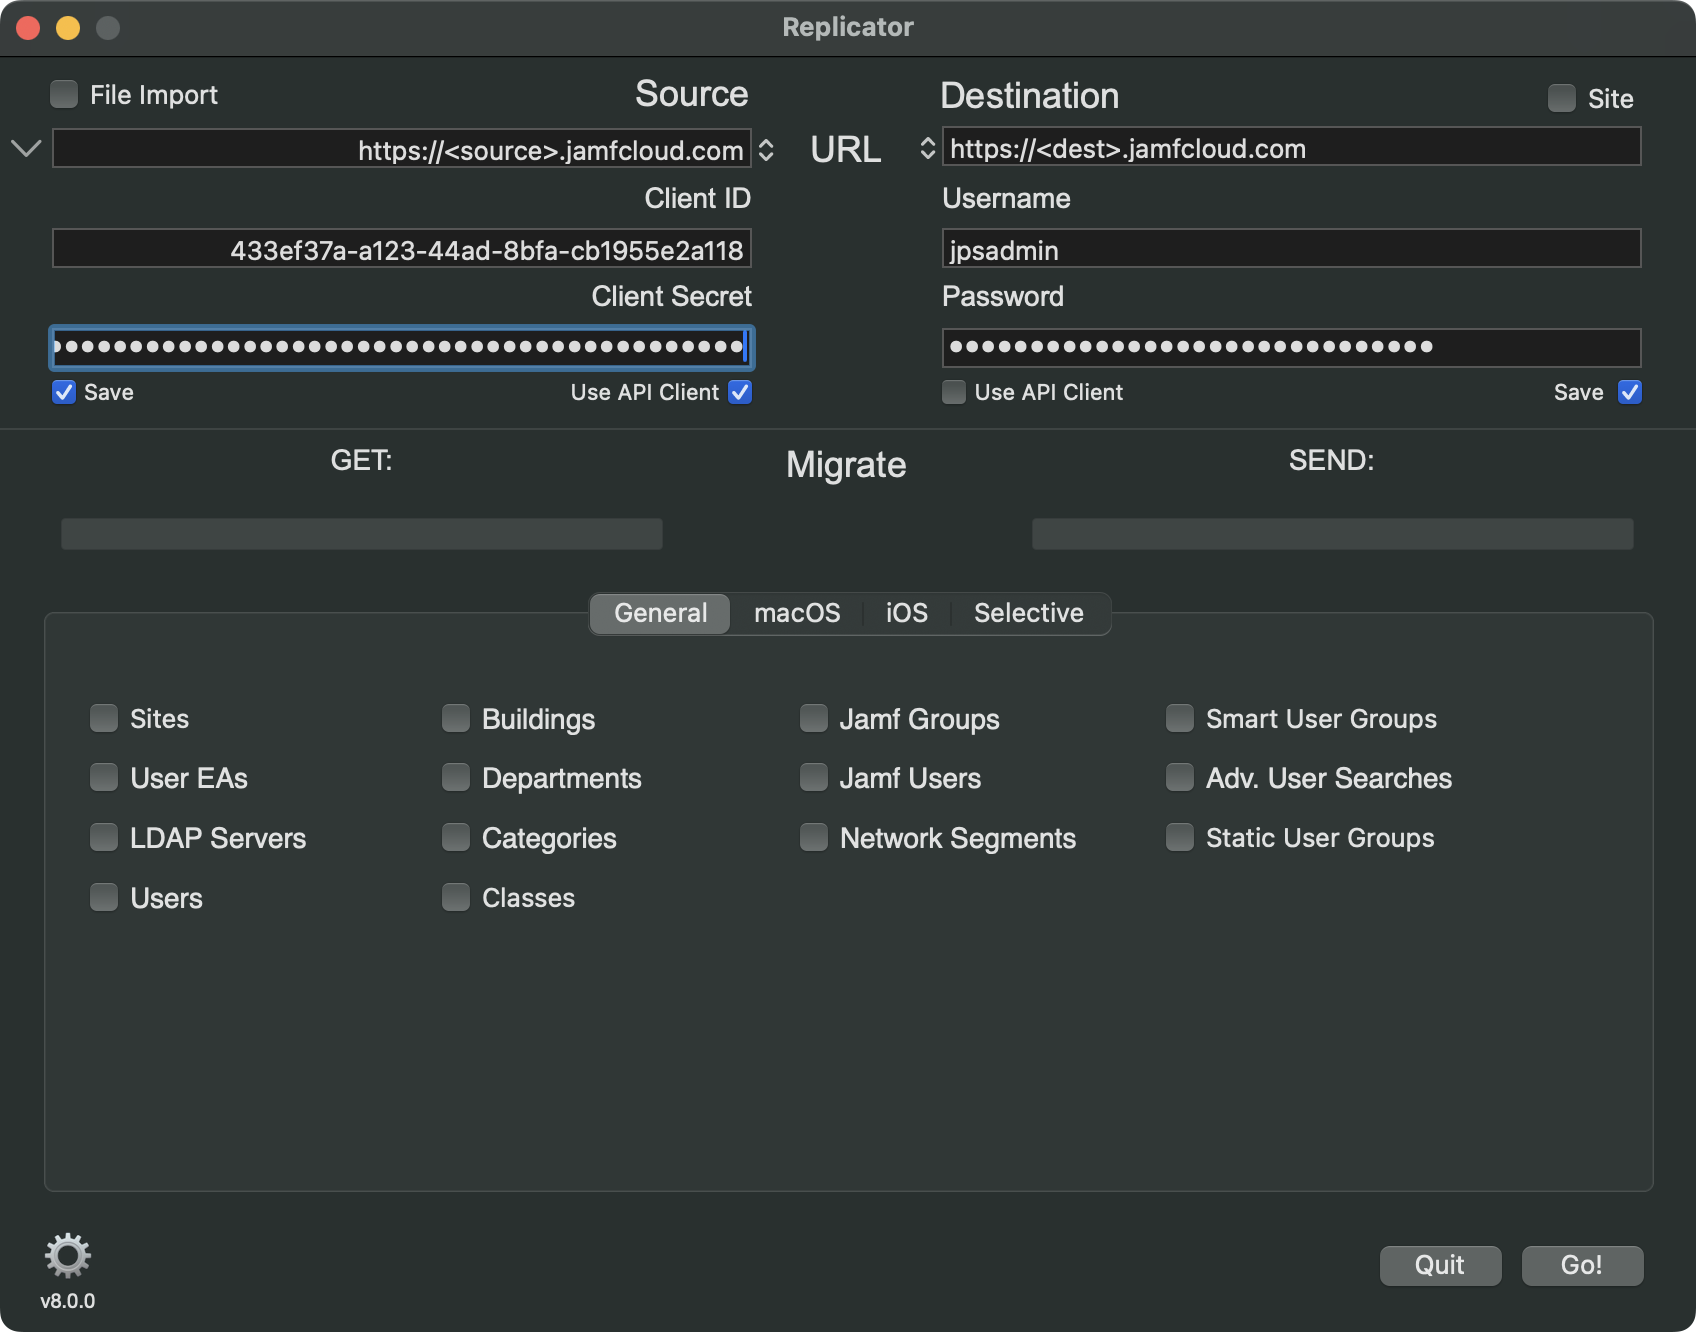 Replicator
File Import
Source
Destination
Site
https://<source>.jamfcloud.com
URL
https://<dest>.jamfcloud.com
Client ID
Username
433ef37a-a123-44ad-8bfa-cb1955e2a118
jpsadmin
Client Secret
Password
Save
Use API Client
Use API Client
Save
GET:
Migrate
SEND:
General
macOS
iOS
Selective
Sites
Buildings
Jamf Groups
Smart User Groups
User EAs
Departments
Jamf Users
Adv. User Searches
LDAP Servers
Categories
Network Segments
Static User Groups
Users
Classes
Quit
Go!
v8.0.0